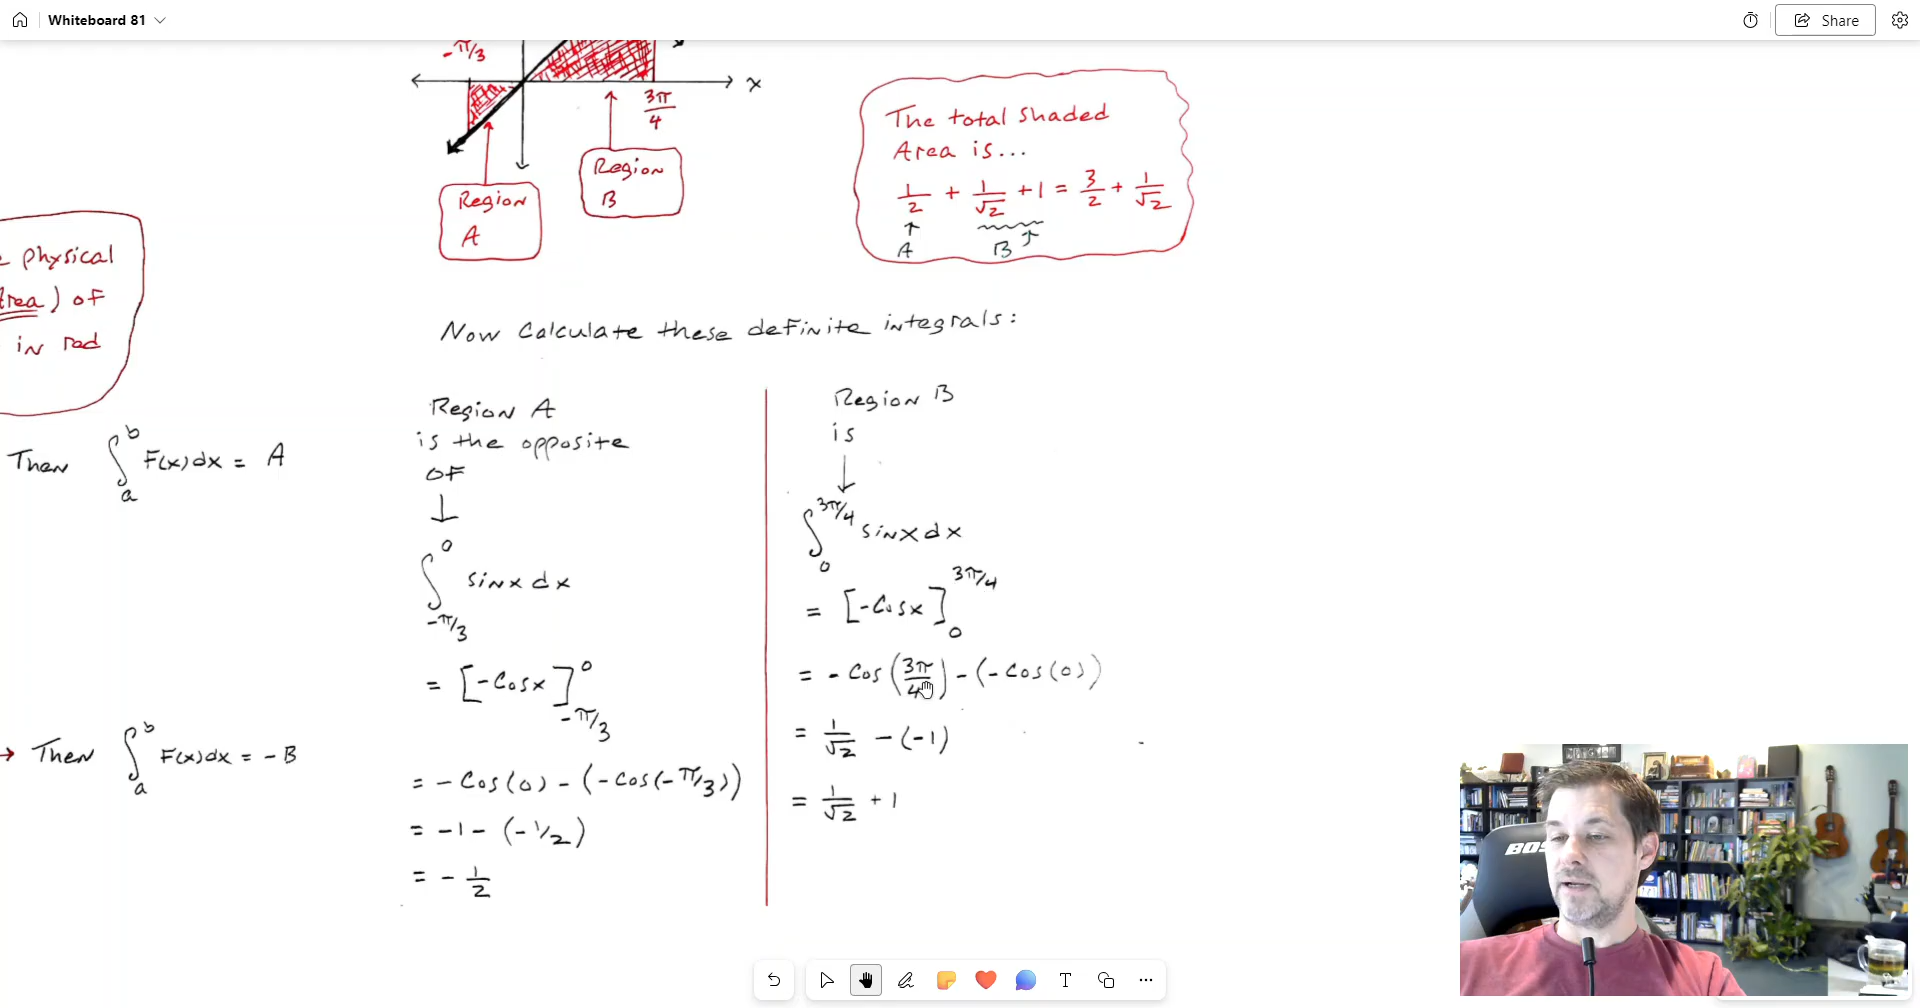 Whiteboard 81
Share
-π/3
x
3π/4
Region
B
Region
A
The total shaded
Area is...
1/2 + 1/√2 + 1 = 3/2 + 1/√2
A
B
physical
Area) of
in rad
Now calculate these definite integrals:
Then ∫_a^b F(x)dx = A
Then ∫_a^b F(x)dx = -B
Region A
is the opposite
of
∫_{-π/3}^0 sinx dx
= [-cosx]_{-π/3}^0
= -cos(0) - (-cos(-π/3))
= -1 - (-1/2)
= -1/2
Region B
is
∫_0^{3π/4} sinx dx
= [-cosx]_0^{3π/4}
= -cos(3π/4) - (-cos(0))
= 1/√2 - (-1)
= 1/√2 + 1
BOS
T